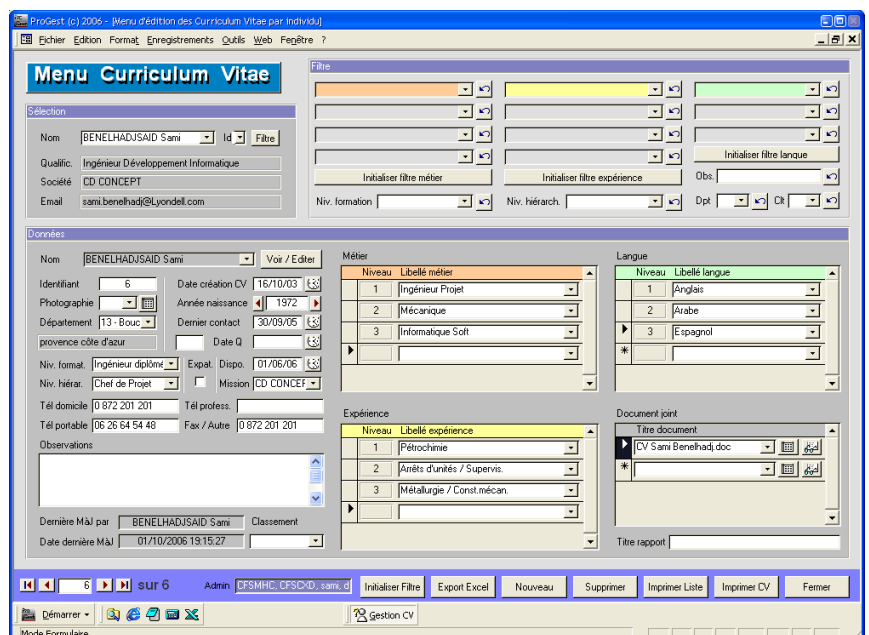 ProGest (c) 2006 - [Menu d'édition des Curriculum Vitae par individu]
Fichier Edition Format Enregistrements Outils Web Fenêtre ?
Menu Curriculum Vitae
Filtre
Initialiser filtre métier
Initialiser filtre expérience
Initialiser filtre langue
Obs.
Niv. formation
Niv. hiérarch.
Dpt
Clt
Sélection
Nom BENELHADJSAID Sami Id Filtre
Qualific. Ingénieur Développement Informatique
Société CD CONCEPT
Email sami.benelhadj@Lyondell.com
Données
Nom BENELHADJSAID Sami Voir / Editer
Identifiant 6 Date création CV 16/10/03
Photographie Année naissance 1972
Département 13 - Bouc Dernier contact 30/09/05
provence côte d'azur Date Q
Niv. format. Ingénieur diplômé Expat. Dispo. 01/06/06
Niv. hiérar. Chef de Projet Mission CD CONCEF
Tél domicile 0 872 201 201 Tél profess.
Tél portable 06 26 64 54 48 Fax / Autre 0 872 201 201
Observations
Dernière MàJ par BENELHADJSAID Sami Classement
Date dernière MàJ 01/10/2006 19:15:27
Métier
Niveau Libellé métier
1 Ingénieur Projet
2 Mécanique
3 Informatique Soft
Langue
Niveau Libellé langue
1 Anglais
2 Arabe
3 Espagnol
Expérience
Niveau Libellé expérience
1 Pétrochimie
2 Arrêts d'unités / Supervis.
3 Métallurgie / Const.mécan.
Document joint
Titre document
CV Sami Benelhadj.doc
Titre rapport
6 sur 6 Admin CFSMHC, CFSCXD, sami, d Initialiser Filtre Export Excel Nouveau Supprimer Imprimer Liste Imprimer CV Fermer
Démarrer Gestion CV
Mode Formulaire